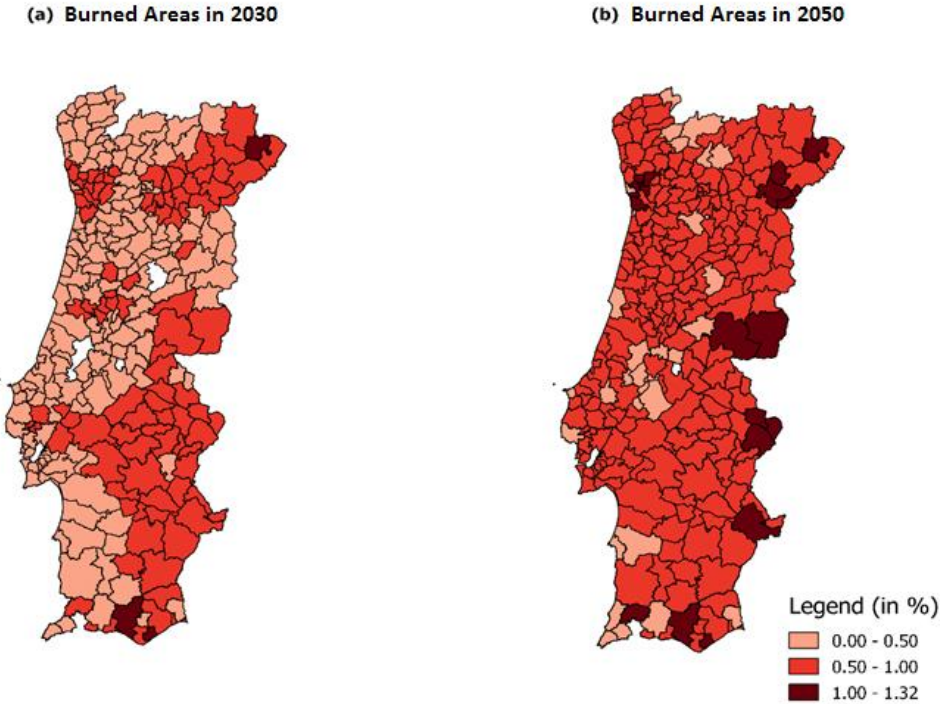 (a) Burned Areas in 2030
(b) Burned Areas in 2050
Legend (in %)
0.00 - 0.50
0.50 - 1.00
1.00 - 1.32